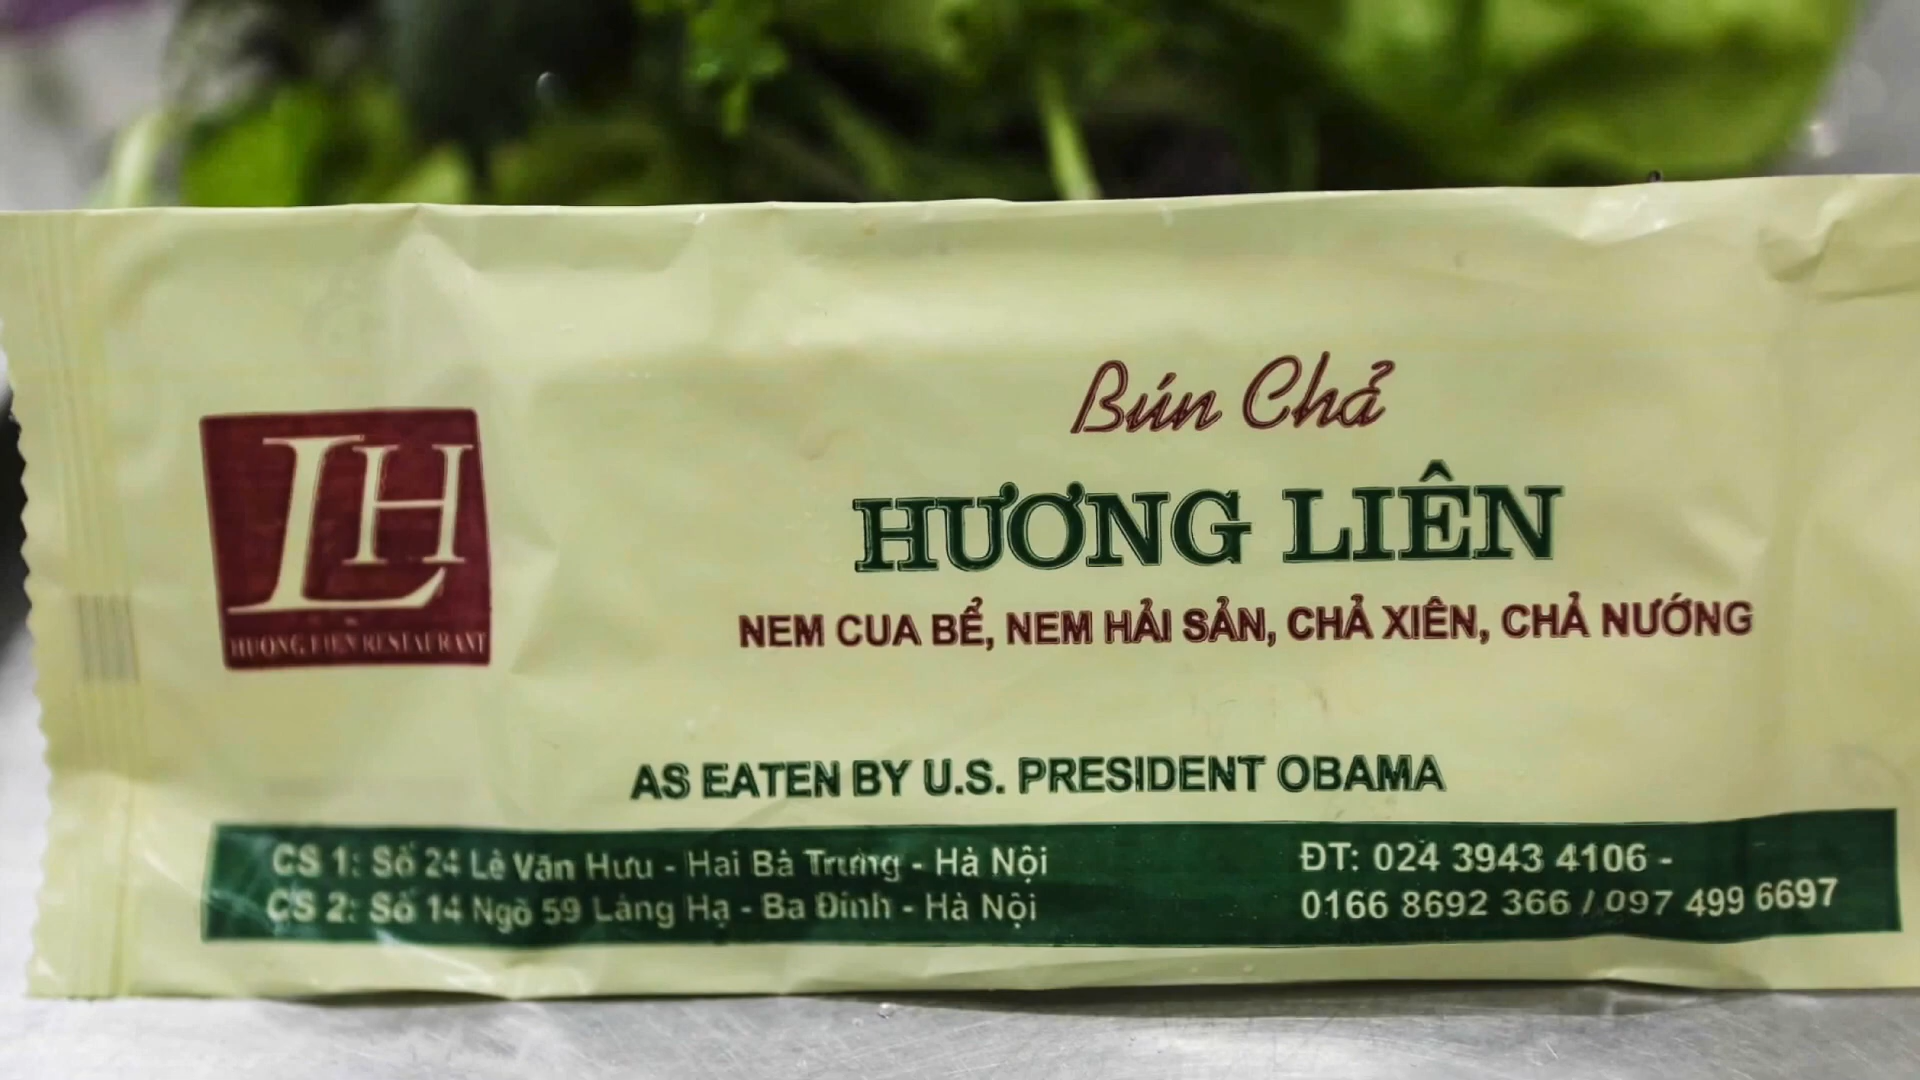 LH
HUONG LIEN RESTAURANT
Bún Chả
HƯƠNG LIÊN
NEM CUA BỂ, NEM HẢI SẢN, CHẢ XIÊN, CHẢ NƯỚNG
AS EATEN BY U.S. PRESIDENT OBAMA
CS 1: Số 24 Lê Văn Hưu - Hai Bà Trưng - Hà Nội
CS 2: Số 14 Ngõ 59 Láng Hạ - Ba Đình - Hà Nội
ĐT: 024 3943 4106 -
0166 8692 366 / 097 499 6697